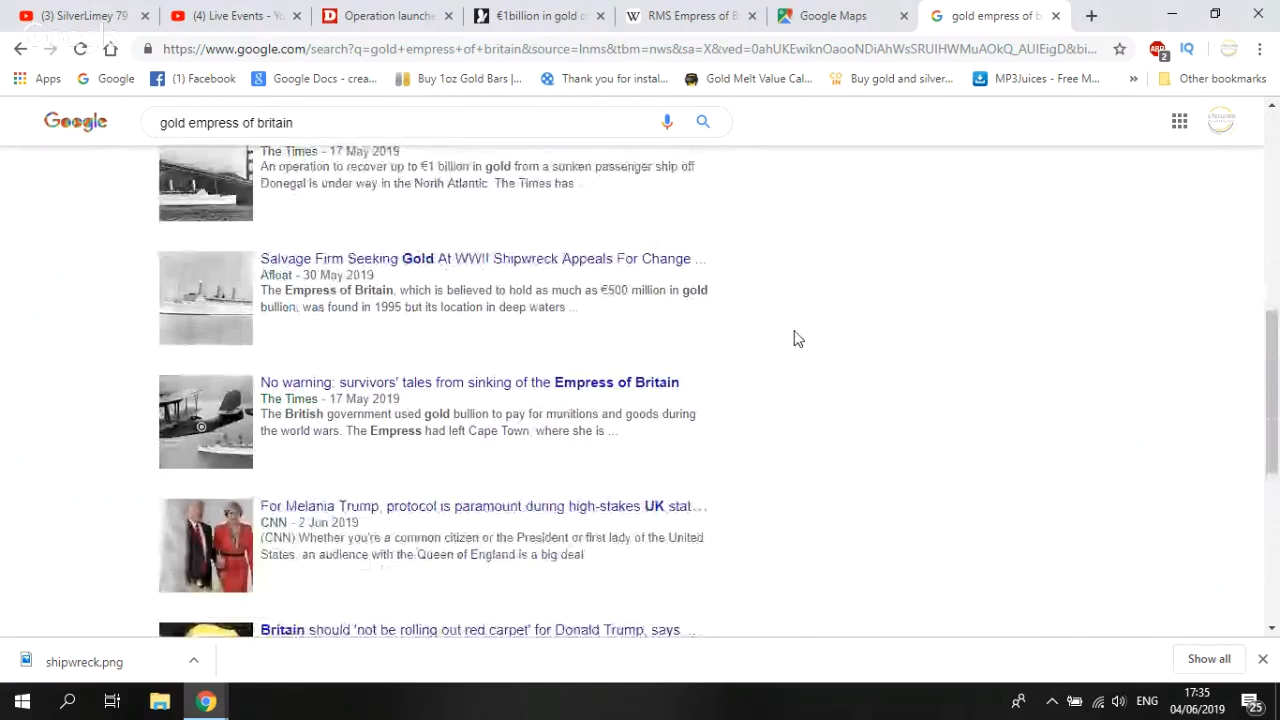 (3) SilverLiney 79
(4) Live Events - Yo
Operation launche
€1billion in gold c
RMS Empress of B
Google Maps
gold empress of b
https://www.google.com/search?q=gold+empress+of+britain&source=lnms&tbm=nws&sa=X&ved=0ahUKEwiknOaooNDiAhWsSRUIHWMuAOkQ_AUIEigD&bi...
ABP 2
IQ
Apps
Google
(1) Facebook
Google Docs - crea...
Buy 1oz Gold Bars |...
Thank you for instal...
Gold Melt Value Cal...
Buy gold and silver...
MP3Juices - Free M...
»
Other bookmarks
Google
gold empress of britain
The Times - 17 May 2019
An operation to recover up to €1 billion in gold from a sunken passenger ship off
Donegal is under way in the North Atlantic. The Times has ...
Salvage Firm Seeking Gold At WWII Shipwreck Appeals For Change ...
Afloat - 30 May 2019
The Empress of Britain, which is believed to hold as much as €500 million in gold
bullion, was found in 1995 but its location in deep waters ...
No warning: survivors' tales from sinking of the Empress of Britain
The Times - 17 May 2019
The British government used gold bullion to pay for munitions and goods during
the world wars. The Empress had left Cape Town, where she is ...
For Melania Trump, protocol is paramount during high-stakes UK stat...
CNN - 2 Jun 2019
(CNN) Whether you're a common citizen or the President or first lady of the United
States, an audience with the Queen of England is a big deal
Britain should 'not be rolling out red carpet' for Donald Trump, says ...
shipwreck.png
Show all
ENG
17:35
04/06/2019
25